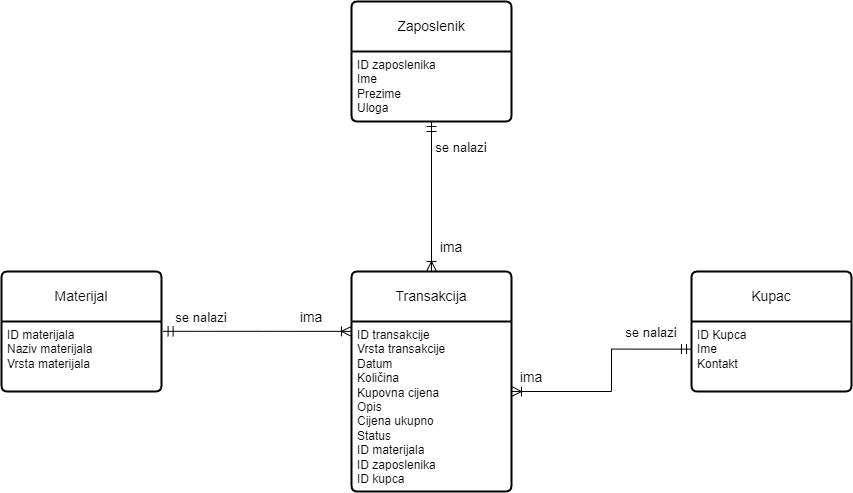 Zaposlenik
ID zaposlenika
Ime
Prezime
Uloga
se nalazi
ima
Materijal
ID materijala
Naziv materijala
Vrsta materijala
se nalazi
ima
Transakcija
ID transakcije
Vrsta transakcije
Datum
Količina
Kupovna cijena
Opis
Cijena ukupno
Status
ID materijala
ID zaposlenika
ID kupca
ima
se nalazi
Kupac
ID Kupca
Ime
Kontakt